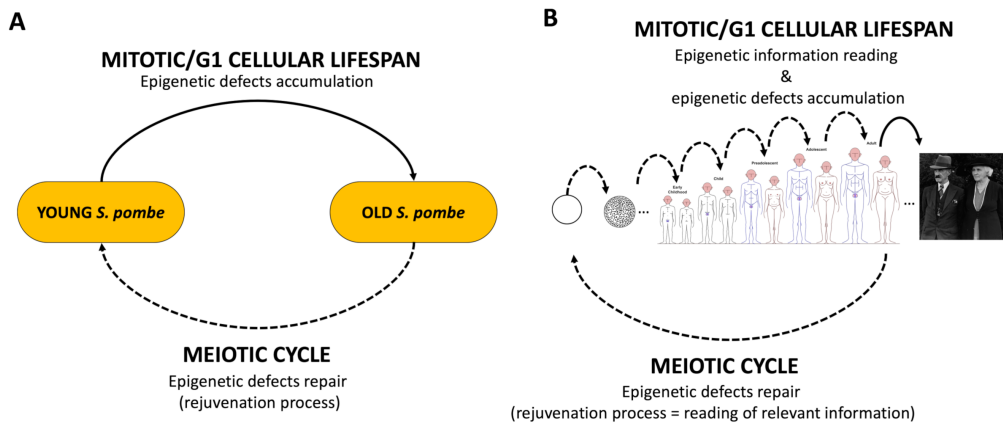 A
MITOTIC/G1 CELLULAR LIFESPAN
Epigenetic defects accumulation
YOUNG S. pombe
OLD S. pombe
MEIOTIC CYCLE
Epigenetic defects repair
(rejuvenation process)
B
MITOTIC/G1 CELLULAR LIFESPAN
Epigenetic information reading
&
epigenetic defects accumulation
...
Early
Childhood
Child
Preadolescent
Adolescent
Adult
...
MEIOTIC CYCLE
Epigenetic defects repair
(rejuvenation process = reading of relevant information)